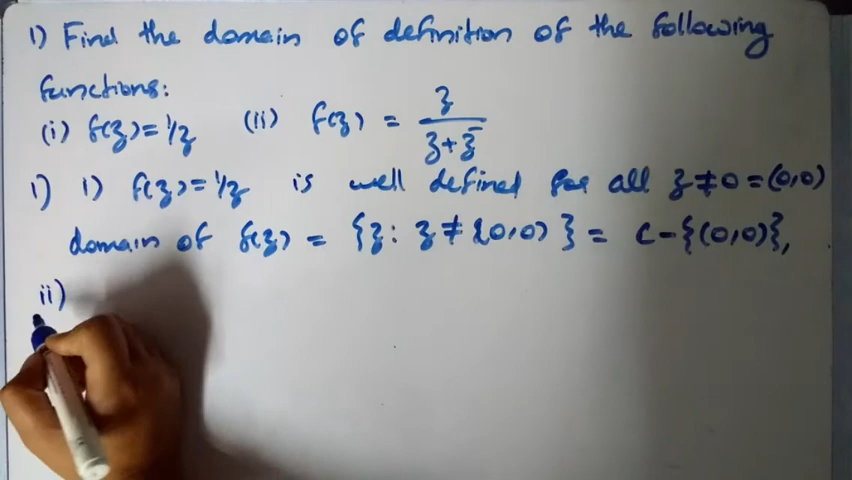 1) Find the domain of definition of the following
functions:
(i) f(z) = 1/z (ii) f(z) = z / z + z̄
1) 1) f(z) = 1/z is well defined for all z ≠ 0 = (0,0)
domain of f(z) = {z : z ≠ (0,0) } = C - {(0,0)},
ii)